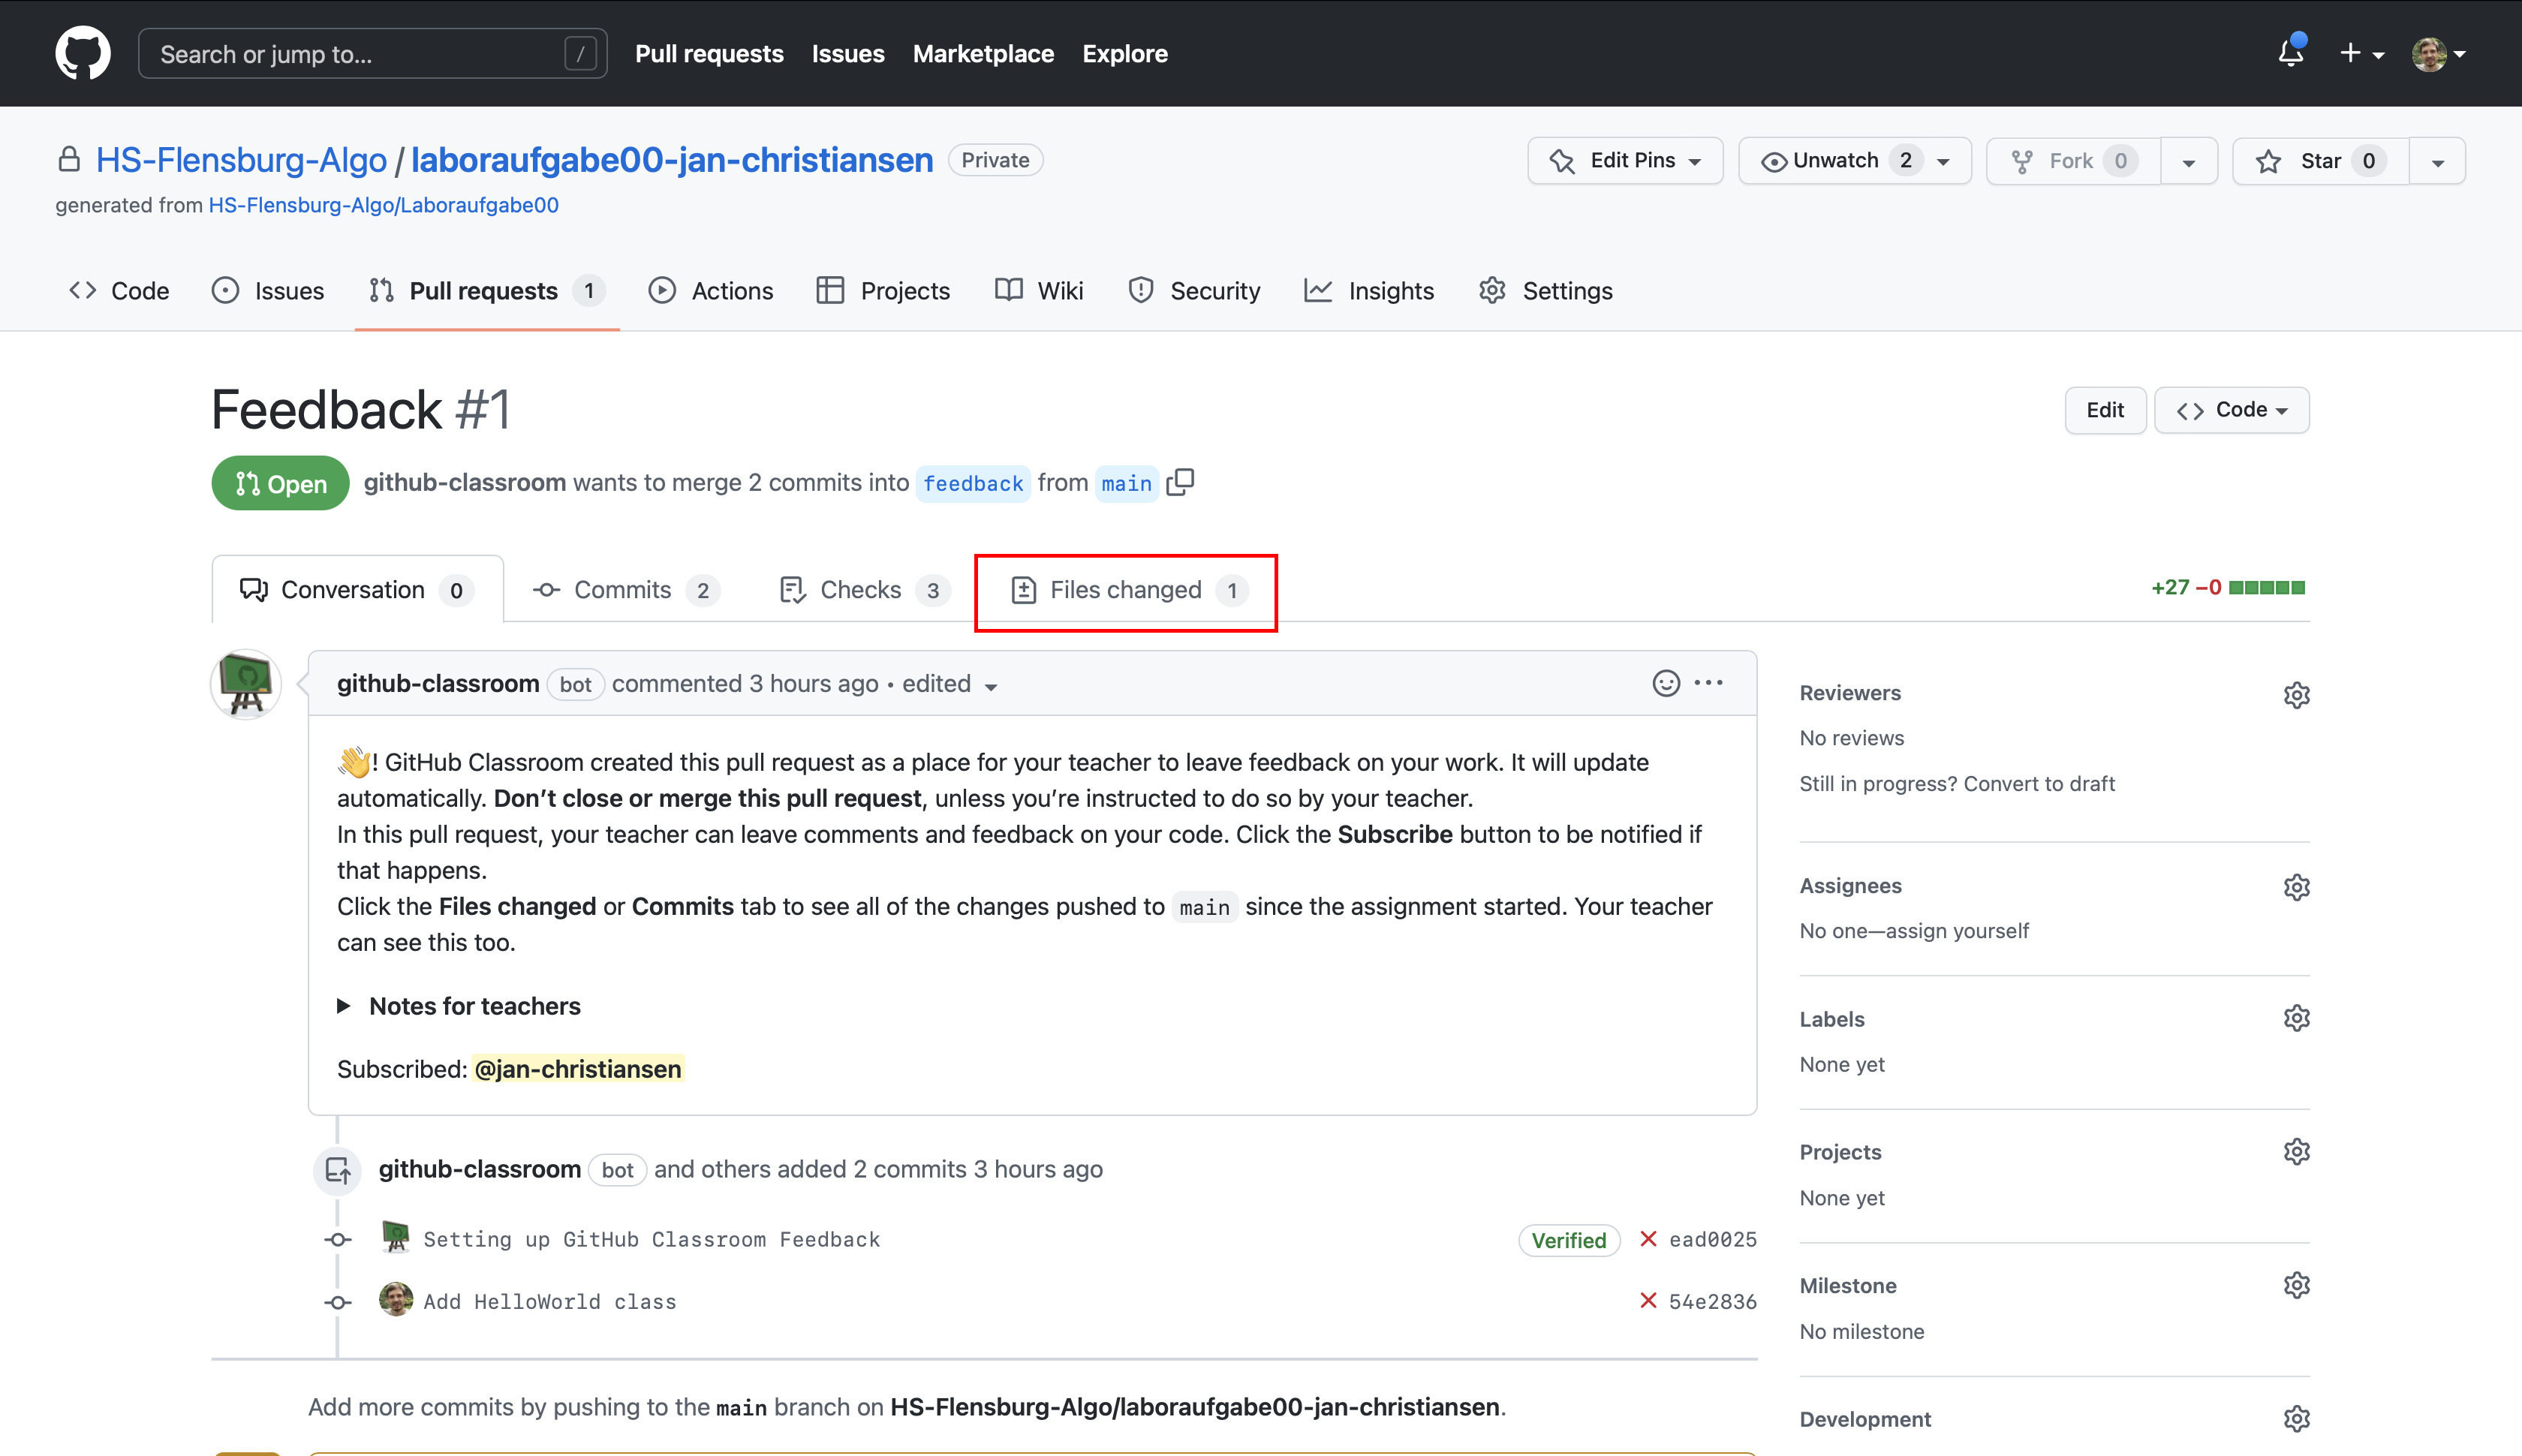 Search or jump to... / Pull requests Issues Marketplace Explore
HS-Flensburg-Algo / laboraufgabe00-jan-christiansen Private Edit Pins Unwatch 2 Fork 0 Star 0
generated from HS-Flensburg-Algo/Laboraufgabe00
Code Issues Pull requests 1 Actions Projects Wiki Security Insights Settings
Feedback #1 Edit Code
Open github-classroom wants to merge 2 commits into feedback from main
Conversation 0 Commits 2 Checks 3 Files changed 1 +27 −0
github-classroom bot commented 3 hours ago • edited
👋! GitHub Classroom created this pull request as a place for your teacher to leave feedback on your work. It will update
automatically. Don’t close or merge this pull request, unless you’re instructed to do so by your teacher.
In this pull request, your teacher can leave comments and feedback on your code. Click the Subscribe button to be notified if
that happens.
Click the Files changed or Commits tab to see all of the changes pushed to main since the assignment started. Your teacher
can see this too.
Notes for teachers
Subscribed: @jan-christiansen
github-classroom bot and others added 2 commits 3 hours ago
Setting up GitHub Classroom Feedback Verified ead0025
Add HelloWorld class 54e2836
Add more commits by pushing to the main branch on HS-Flensburg-Algo/laboraufgabe00-jan-christiansen.
Reviewers
No reviews
Still in progress? Convert to draft
Assignees
No one—assign yourself
Labels
None yet
Projects
None yet
Milestone
No milestone
Development